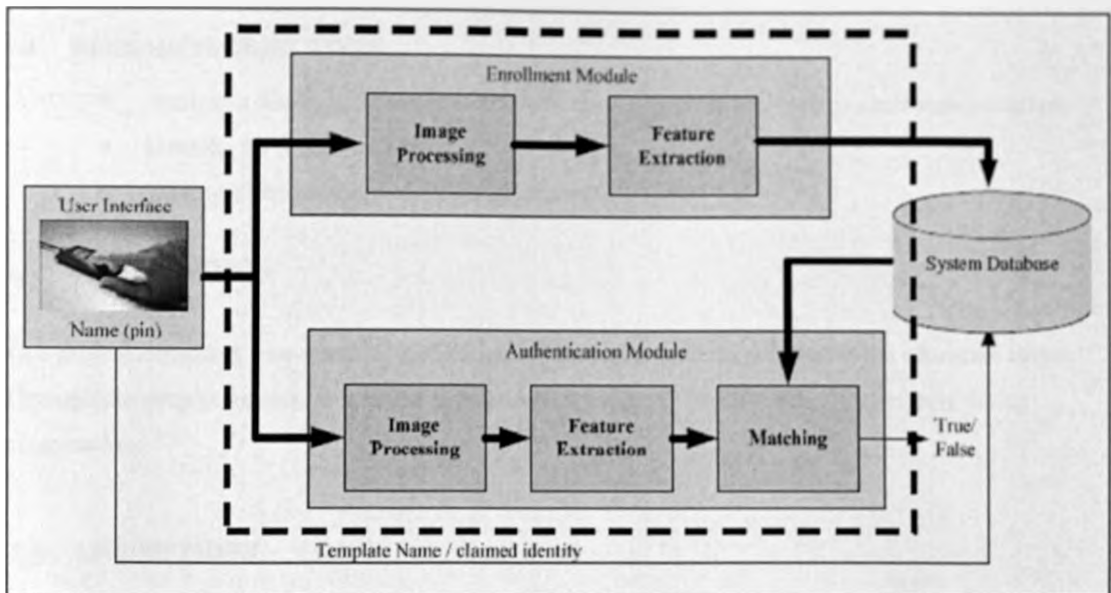 Enrollment Module
Image
Processing
Feature
Extraction
User Interface
Name (pin)
System Database
Authentication Module
Image
Processing
Feature
Extraction
Matching
True/
False
Template Name / claimed identity